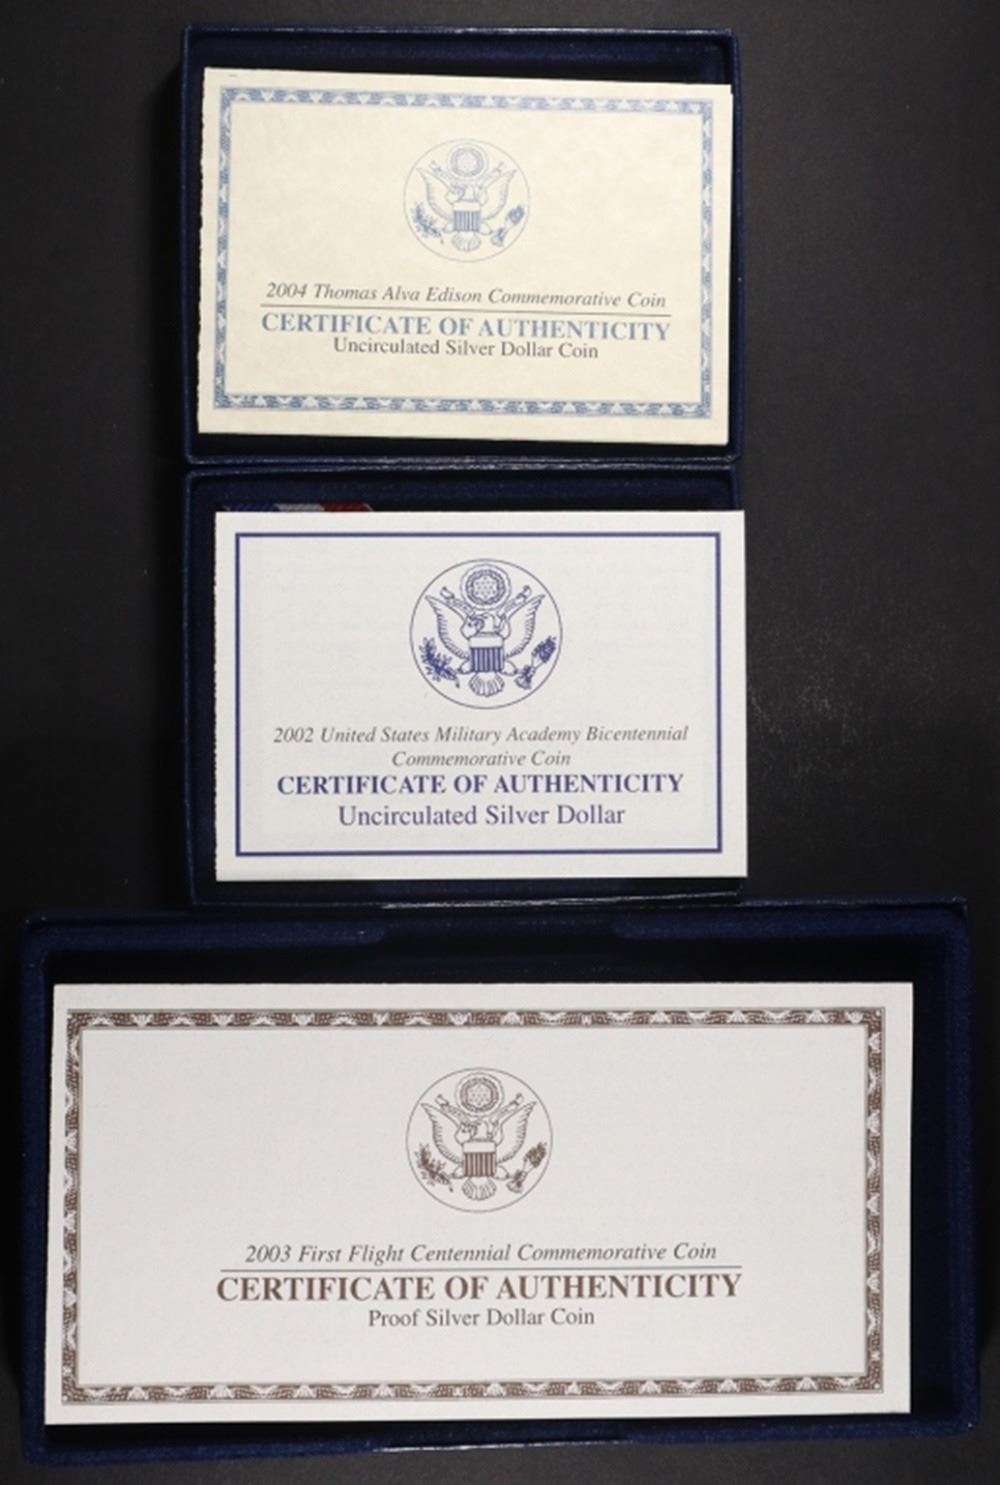 2004 Thomas Alva Edison Commemorative Coin
CERTIFICATE OF AUTHENTICITY
Uncirculated Silver Dollar Coin
2002 United States Military Academy Bicentennial
Commemorative Coin
CERTIFICATE OF AUTHENTICITY
Uncirculated Silver Dollar
2003 First Flight Centennial Commemorative Coin
CERTIFICATE OF AUTHENTICITY
Proof Silver Dollar Coin